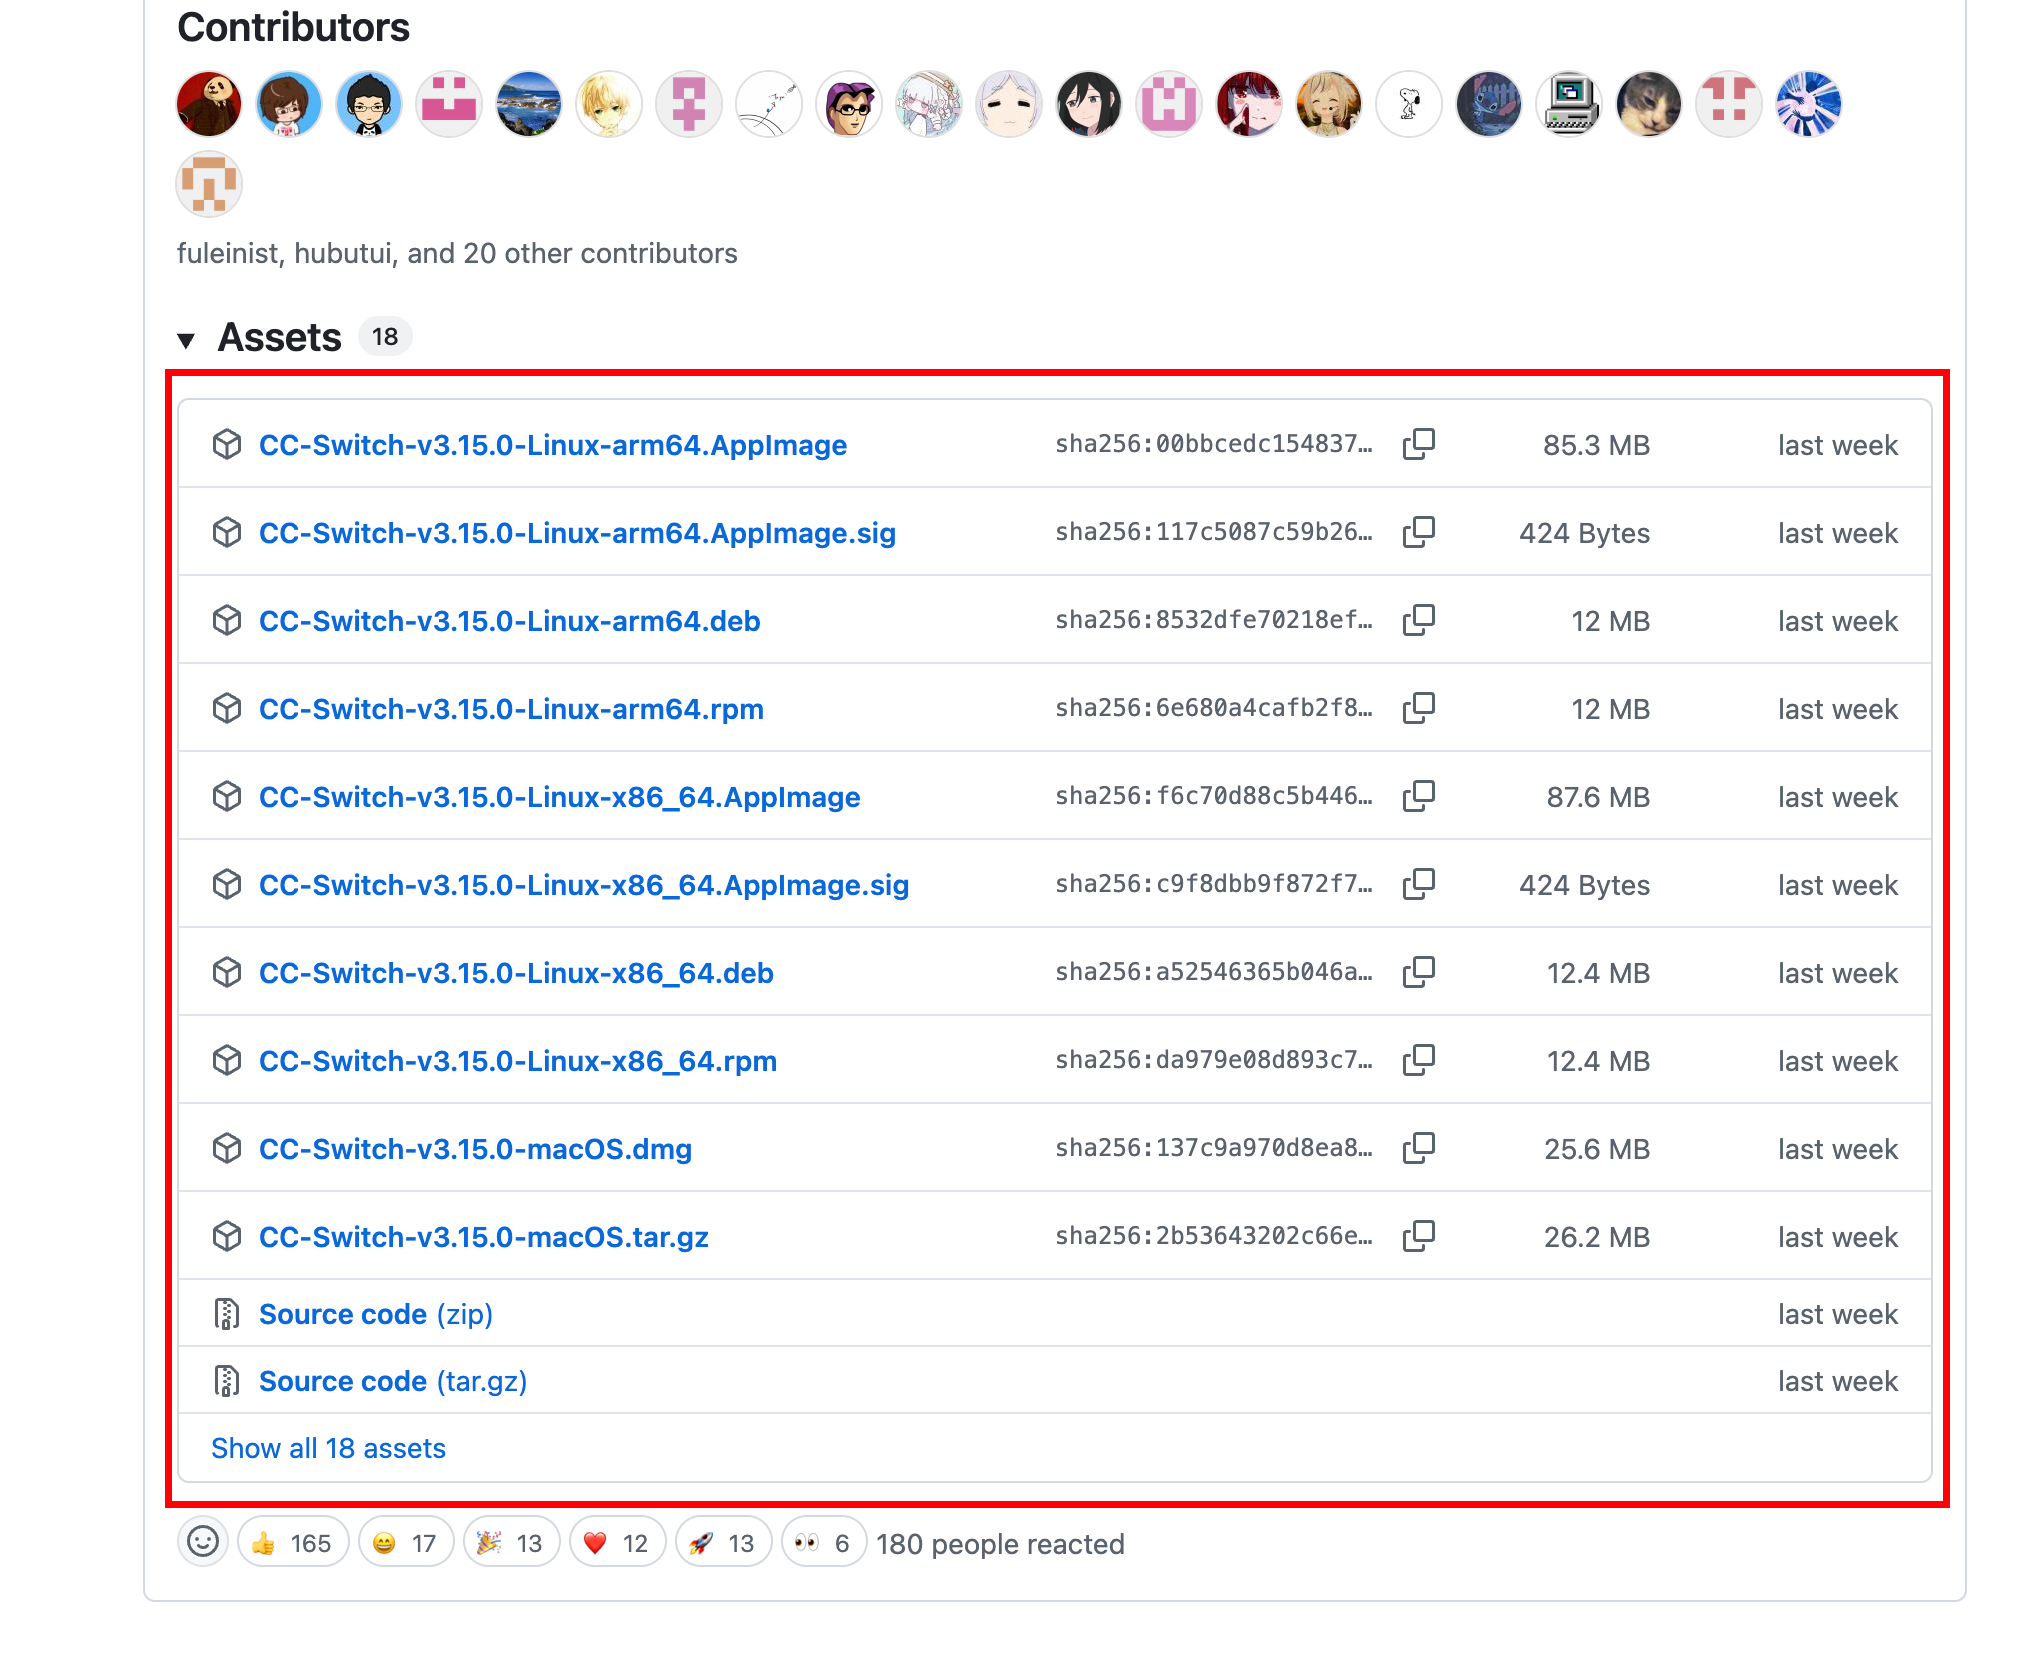 Contributors
fuleinist, hubutui, and 20 other contributors
▼ Assets 18
CC-Switch-v3.15.0-Linux-arm64.AppImage sha256:00bbcedc154837… 85.3 MB last week
CC-Switch-v3.15.0-Linux-arm64.AppImage.sig sha256:117c5087c59b26… 424 Bytes last week
CC-Switch-v3.15.0-Linux-arm64.deb sha256:8532dfe70218ef… 12 MB last week
CC-Switch-v3.15.0-Linux-arm64.rpm sha256:6e680a4cafb2f8… 12 MB last week
CC-Switch-v3.15.0-Linux-x86_64.AppImage sha256:f6c70d88c5b446… 87.6 MB last week
CC-Switch-v3.15.0-Linux-x86_64.AppImage.sig sha256:c9f8dbb9f872f7… 424 Bytes last week
CC-Switch-v3.15.0-Linux-x86_64.deb sha256:a52546365b046a… 12.4 MB last week
CC-Switch-v3.15.0-Linux-x86_64.rpm sha256:da979e08d893c7… 12.4 MB last week
CC-Switch-v3.15.0-macOS.dmg sha256:137c9a970d8ea8… 25.6 MB last week
CC-Switch-v3.15.0-macOS.tar.gz sha256:2b53643202c66e… 26.2 MB last week
Source code (zip) last week
Source code (tar.gz) last week
Show all 18 assets
👍 165 😄 17 🎉 13 ❤️ 12 🚀 13 👀 6 180 people reacted